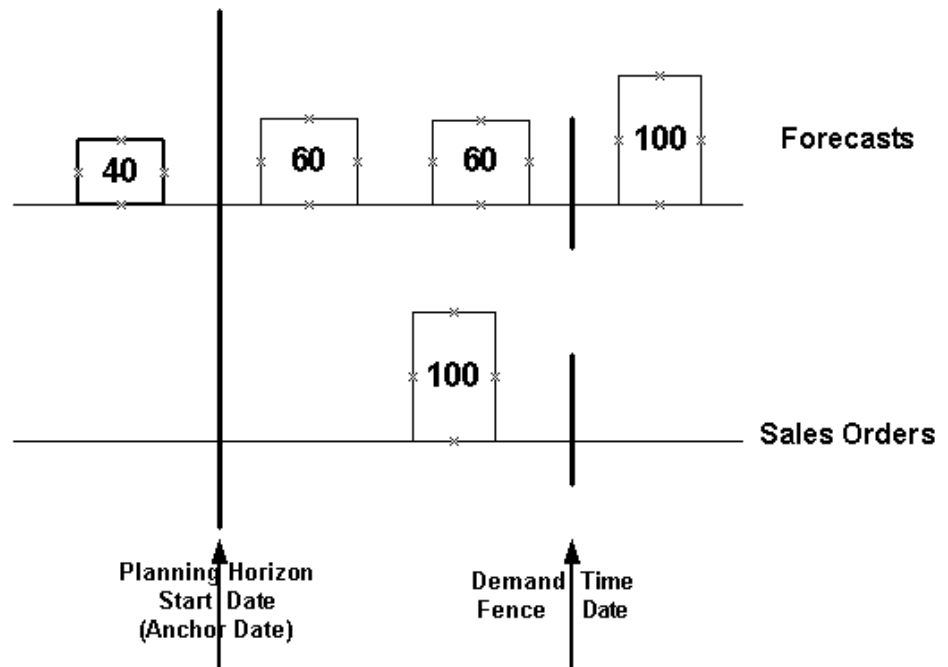 40
60
60
100
Forecasts
100
Sales Orders
Planning Horizon
Start Date
(Anchor Date)
Demand Time
Fence Date